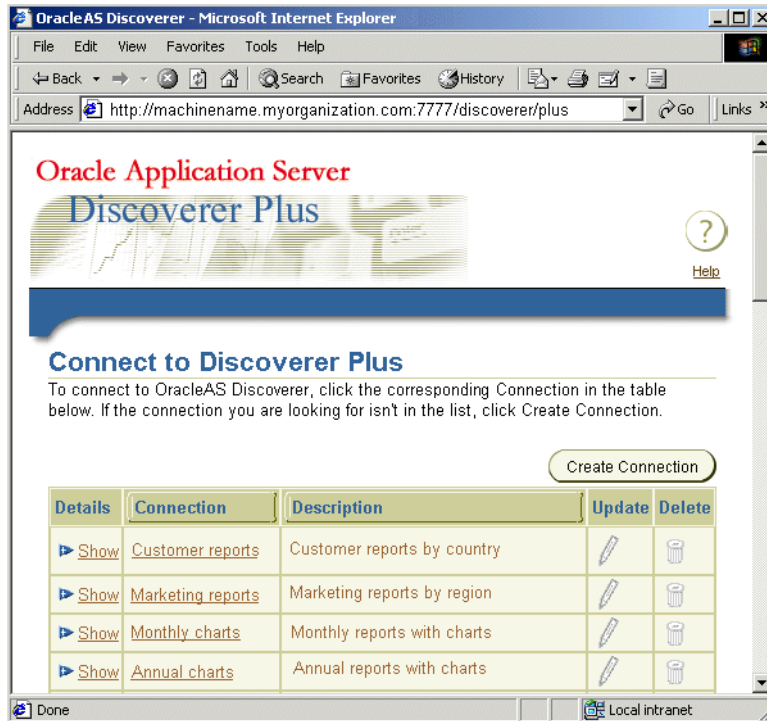 OracleAS Discoverer - Microsoft Internet Explorer
File Edit View Favorites Tools Help
Back Search Favorites History
Address http://machinename.myorganization.com:7777/discoverer/plus Go Links »
Oracle Application Server
Discoverer Plus
?
Help
Connect to Discoverer Plus
To connect to OracleAS Discoverer, click the corresponding Connection in the table
below. If the connection you are looking for isn't in the list, click Create Connection.
Create Connection
Details Connection Description Update Delete
Show Customer reports Customer reports by country
Show Marketing reports Marketing reports by region
Show Monthly charts Monthly reports with charts
Show Annual charts Annual reports with charts
Done Local intranet